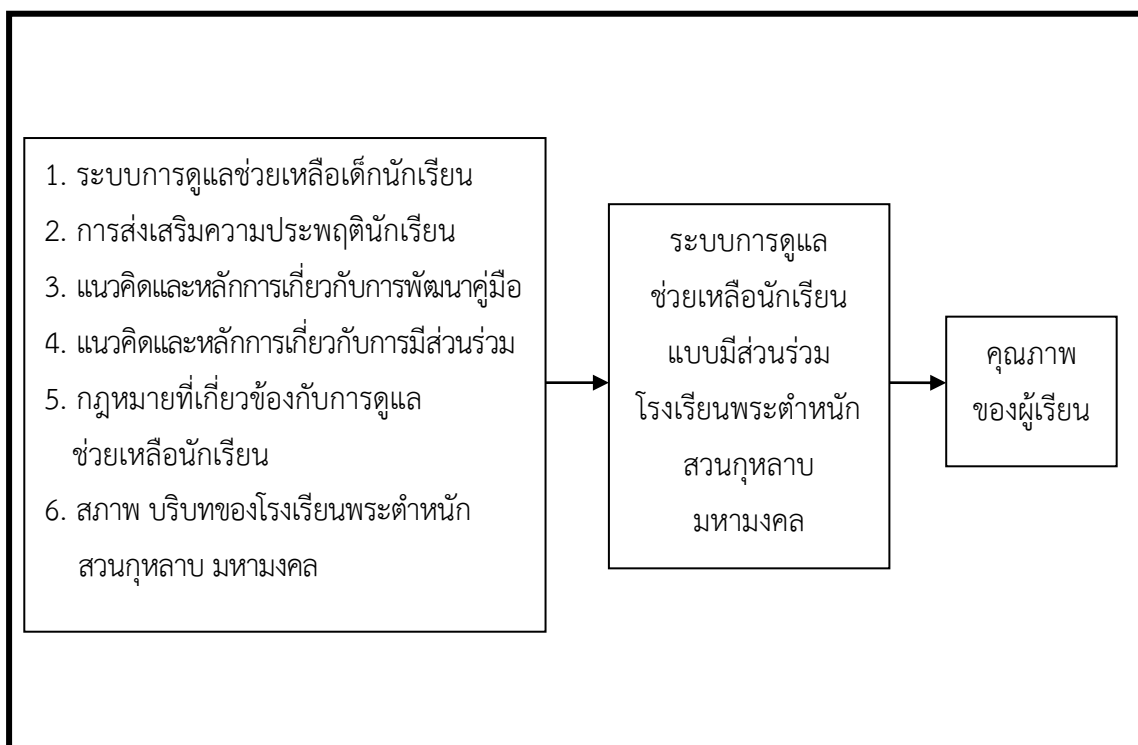 1. ระบบการดูแลช่วยเหลือเด็กนักเรียน
2. การส่งเสริมความประพฤตินักเรียน
3. แนวคิดและหลักการเกี่ยวกับการพัฒนาคู่มือ
4. แนวคิดและหลักการเกี่ยวกับการมีส่วนร่วม
5. กฎหมายที่เกี่ยวข้องกับการดูแล
ช่วยเหลือนักเรียน
6. สภาพ บริบทของโรงเรียนพระตำหนัก
สวนกุหลาบ มหามงคล
ระบบการดูแล
ช่วยเหลือนักเรียน
แบบมีส่วนร่วม
โรงเรียนพระตำหนัก
สวนกุหลาบ
มหามงคล
คุณภาพ
ของผู้เรียน